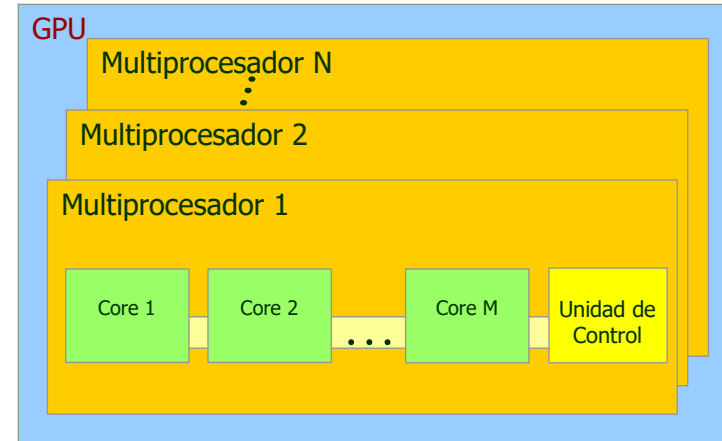 GPU
Multiprocesador N
Multiprocesador 2
Multiprocesador 1
Core 1
Core 2
...
Core M
Unidad de
Control